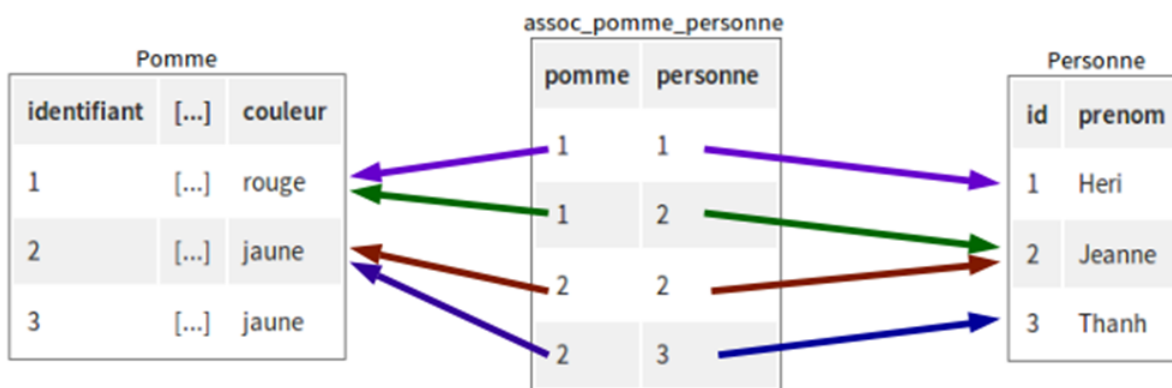 assoc_pomme_personne
pomme personne
1 1
1 2
2 2
2 3
Pomme
identifiant [...] couleur
1 [...] rouge
2 [...] jaune
3 [...] jaune
Personne
id prenom
1 Heri
2 Jeanne
3 Thanh